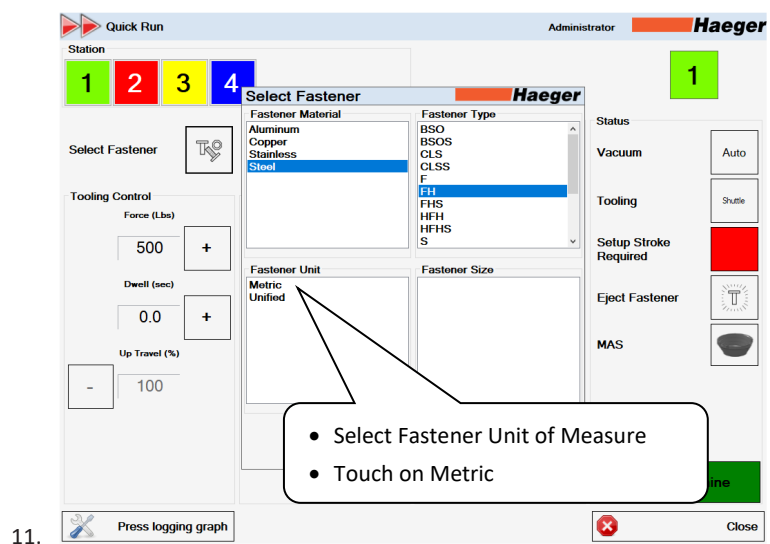 Quick Run
Administrator
Haeger
Station
1
2
3
4
1
Select Fastener
Haeger
Fastener Material
Aluminum
Copper
Stainless
Steel
Fastener Type
BSO
BSOS
CLS
CLSS
F
FH
FHS
HFH
HFHS
S
Select Fastener
Tooling Control
Force (Lbs)
500
+
Dwell (sec)
0.0
+
Up Travel (%)
-
100
Fastener Unit
Metric
Unified
Fastener Size
Status
Vacuum
Auto
Tooling
Shuttle
Setup Stroke
Required
Eject Fastener
MAS
• Select Fastener Unit of Measure
• Touch on Metric
ine
Press logging graph
Close
11.